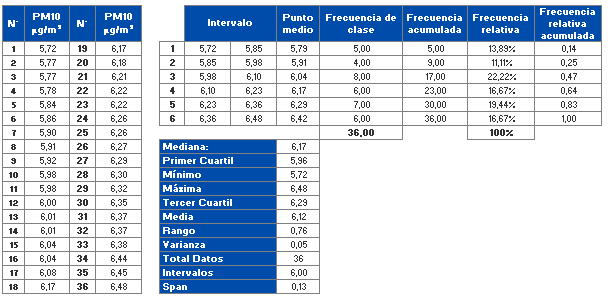 N° PM10 µg/m³ N° PM10 µg/m³
1 5,72 19 6,17
2 5,77 20 6,18
3 5,77 21 6,21
4 5,78 22 6,22
5 5,84 23 6,22
6 5,86 24 6,26
7 5,90 25 6,26
8 5,91 26 6,27
9 5,92 27 6,29
10 5,98 28 6,30
11 5,98 29 6,32
12 6,00 30 6,35
13 6,01 31 6,37
14 6,01 32 6,37
15 6,04 33 6,38
16 6,04 34 6,44
17 6,08 35 6,45
18 6,17 36 6,48
Intervalo Punto medio Frecuencia de clase Frecuencia acumulada Frecuencia relativa Frecuencia relativa acumulada
1 5,72 5,85 5,79 5,00 5,00 13,89% 0,14
2 5,85 5,98 5,91 4,00 9,00 11,11% 0,25
3 5,98 6,10 6,04 8,00 17,00 22,22% 0,47
4 6,10 6,23 6,17 6,00 23,00 16,67% 0,64
5 6,23 6,36 6,29 7,00 30,00 19,44% 0,83
6 6,36 6,48 6,42 6,00 36,00 16,67% 1,00
36,00 100%
Mediana: 6,17
Primer Cuartil 5,96
Mínimo 5,72
Máxima 6,48
Tercer Cuartil 6,29
Media 6,12
Rango 0,76
Varianza 0,05
Total Datos 36
Intervalos 6,00
Span 0,13